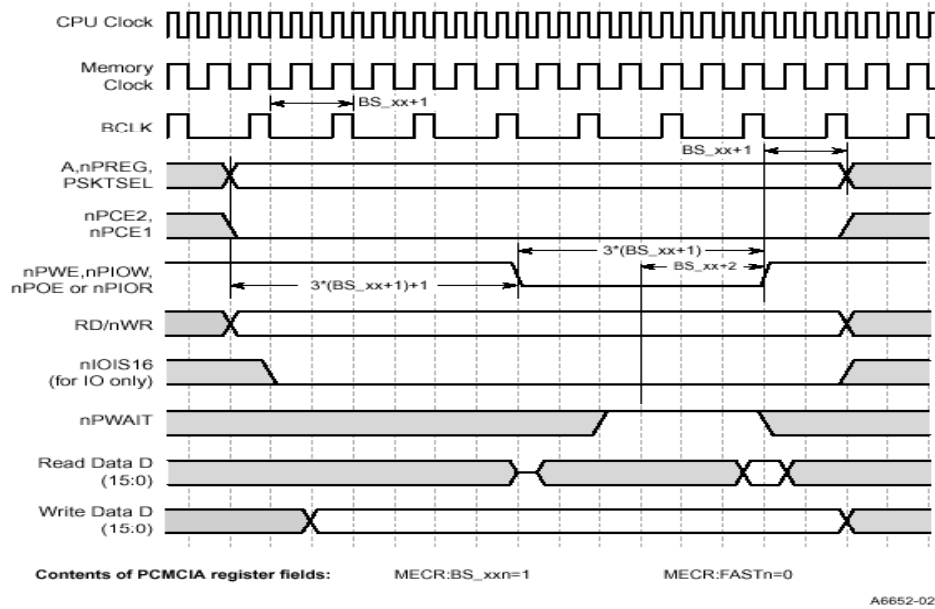 CPU Clock
Memory
Clock
BS_xx+1
BCLK
BS_xx+1
A,nPREG,
PSKTSEL
nPCE2,
nPCE1
3*(BS_xx+1)
nPWE,nPIOW,
nPOE or nPIOR
BS_xx+2
3*(BS_xx+1)+1
RD/nWR
nIOIS16
(for IO only)
nPWAIT
Read Data D
(15:0)
Write Data D
(15:0)
Contents of PCMCIA register fields: MECR:BS_xxn=1 MECR:FASTn=0
A6652-02